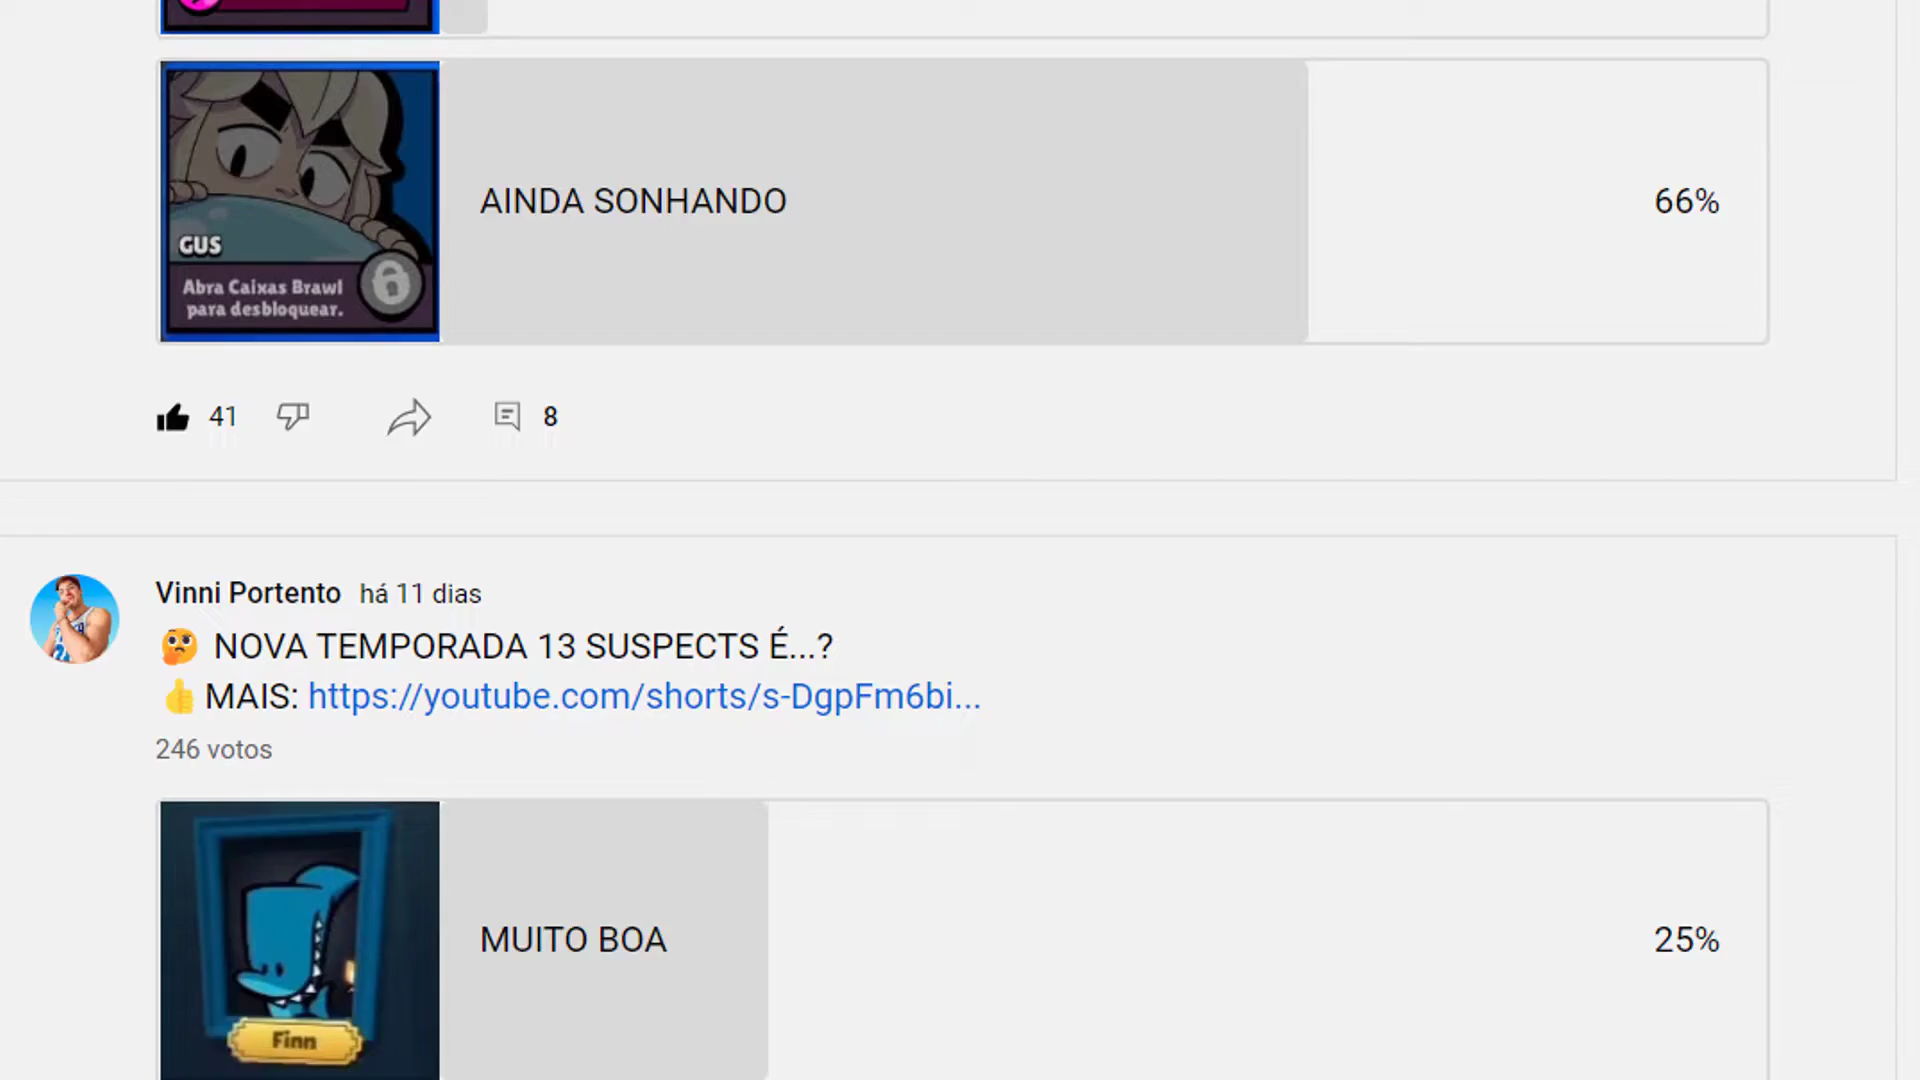 GUS
Abra Caixas Brawl
para desbloquear.
AINDA SONHANDO
66%
41
8
Vinni Portento há 11 dias
🤔 NOVA TEMPORADA 13 SUSPECTS É...?
👍 MAIS: https://youtube.com/shorts/s-DgpFm6bi...
246 votos
Finn
MUITO BOA
25%